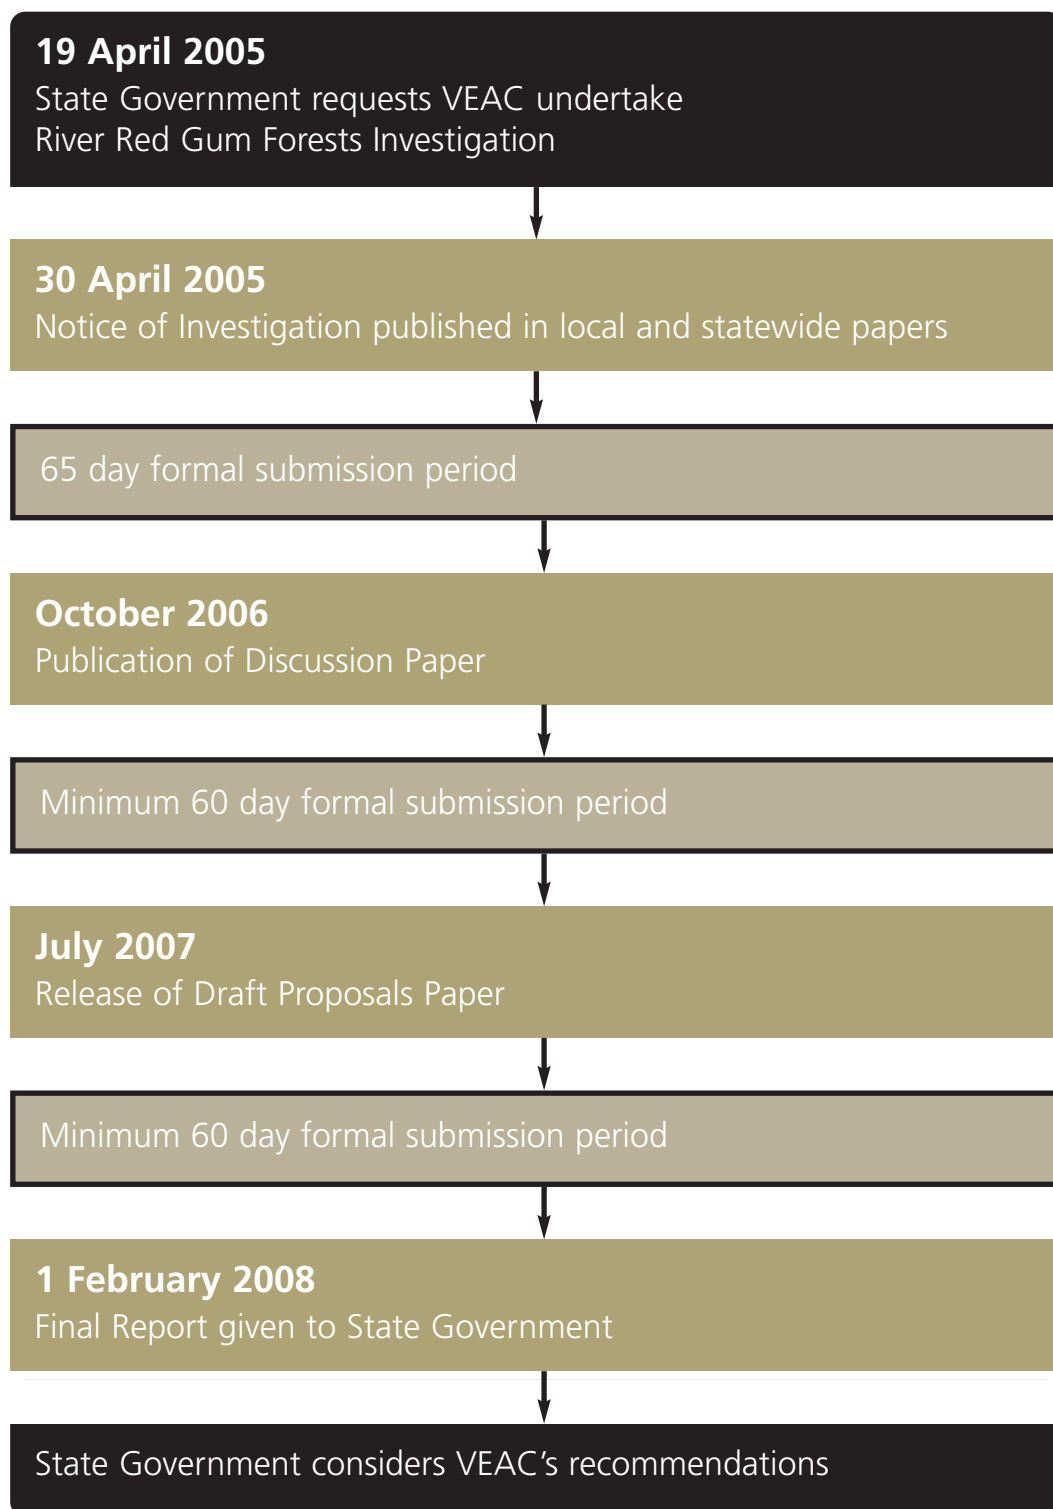 19 April 2005
State Government requests VEAC undertake
River Red Gum Forests Investigation
30 April 2005
Notice of Investigation published in local and statewide papers
65 day formal submission period
October 2006
Publication of Discussion Paper
Minimum 60 day formal submission period
July 2007
Release of Draft Proposals Paper
Minimum 60 day formal submission period
1 February 2008
Final Report given to State Government
State Government considers VEAC’s recommendations